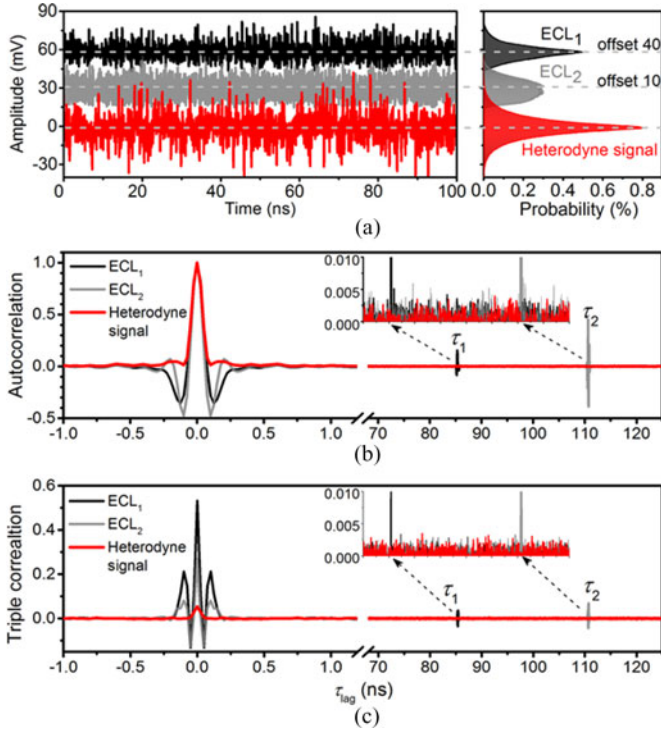 90
60
30
0
-30
Amplitude (mV)
0 20 40 60 80 100
Time (ns)
ECL1
offset 40
ECL2
offset 10
Heterodyne signal
0.0 0.2 0.4 0.6 0.8
Probability (%)
(a)
1.0
0.5
0.0
-0.5
Autocorrelation
ECL1
ECL2
Heterodyne signal
0.010
0.005
0.000
τ1
τ2
-1.0 -0.5 0.0 0.5 1.0 70 80 90 100 110 120
(b)
0.6
0.4
0.2
0.0
Triple correaltion
ECL1
ECL2
Heterodyne signal
0.010
0.005
0.000
τ1
τ2
-1.0 -0.5 0.0 0.5 1.0 70 80 90 100 110 120
τlag (ns)
(c)